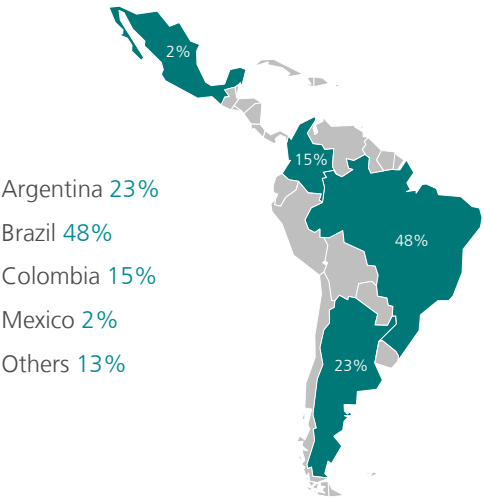 2%
15%
Argentina 23%
Brazil 48%
48%
Colombia 15%
Mexico 2%
Others 13%
23%